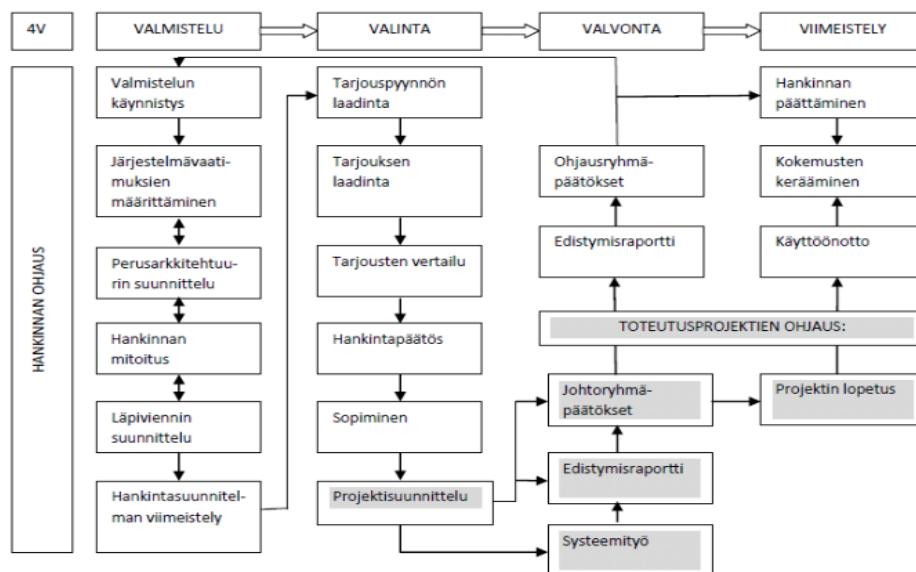 4V
VALMISTELU
VALINTA
VALVONTA
VIIMEISTELY
HANKINNAN OHJAUS
Valmistelun
käynnistys
Järjestelmävaati-
muksien
määrittäminen
Perusarkkitehtuu-
rin suunnittelu
Hankinnan
mitoitus
Läpiviennin
suunnittelu
Hankintasuunnitel-
man viimeistely
Tarjouspyynnön
laadinta
Tarjouksen
laadinta
Tarjousten vertailu
Hankintapäätös
Sopiminen
Projektisuunnittelu
Ohjausryhmä-
päätökset
Edistymisraportti
TOTEUTUSPROJEKTIEN OHJAUS:
Johtoryhmä-
päätökset
Edistymisraportti
Systeemityö
Hankinnan
päättäminen
Kokemusten
kerääminen
Käyttöönotto
Projektin lopetus